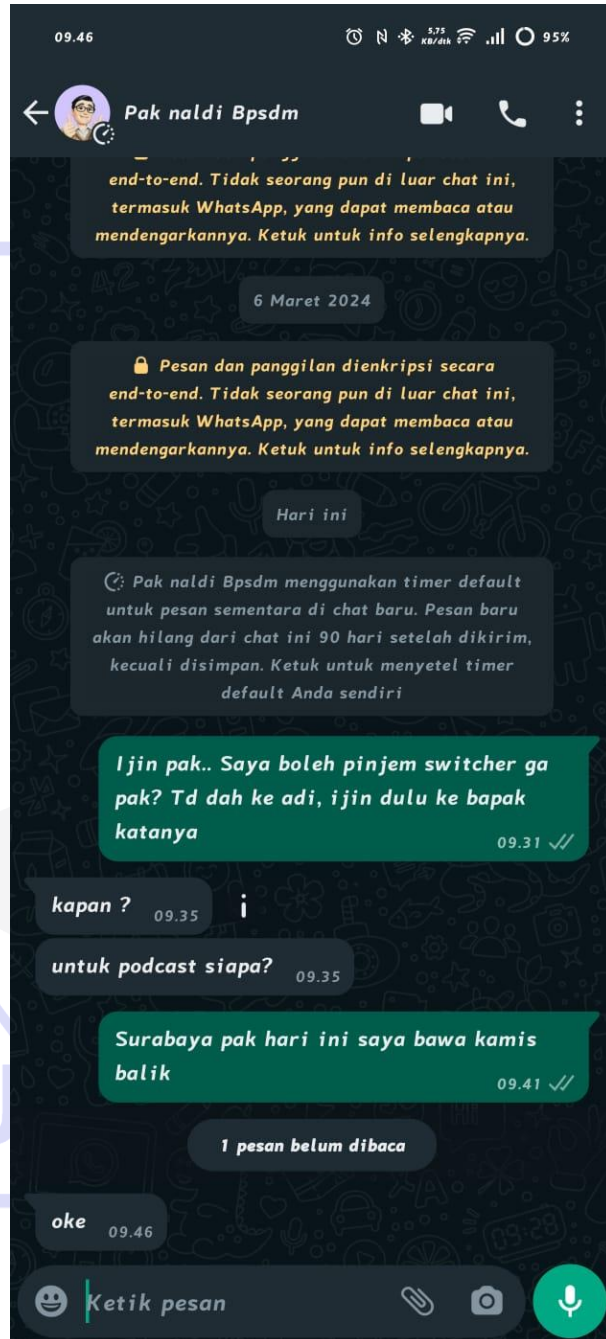 09.46
5,75
KB/dtk
95%
Pak naldi Bpsdm
end-to-end. Tidak seorang pun di luar chat ini,
termasuk WhatsApp, yang dapat membaca atau
mendengarkannya. Ketuk untuk info selengkapnya.
6 Maret 2024
Pesan dan panggilan dienkripsi secara
end-to-end. Tidak seorang pun di luar chat ini,
termasuk WhatsApp, yang dapat membaca atau
mendengarkannya. Ketuk untuk info selengkapnya.
Hari ini
Pak naldi Bpsdm menggunakan timer default
untuk pesan sementara di chat baru. Pesan baru
akan hilang dari chat ini 90 hari setelah dikirim,
kecuali disimpan. Ketuk untuk menyetel timer
default Anda sendiri
Ijin pak.. Saya boleh pinjem switcher ga
pak? Td dah ke adi, ijin dulu ke bapak
katanya
09.31
kapan ? 09.35
untuk podcast siapa? 09.35
Surabaya pak hari ini saya bawa kamis
balik
09.41
1 pesan belum dibaca
oke 09.46
Ketik pesan